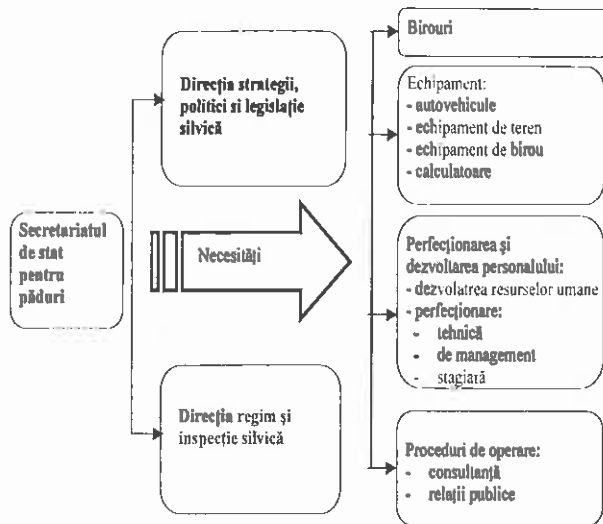 Secretariatul
de stat
pentru
păduri
Direcția strategii,
politici si legislație
silvică
Necesități
Direcția regim și
inspecție silvică
Birouri
Echipament:
- autovehicule
- echipament de teren
- echipament de birou
- calculatoare
Perfecționarea și
dezvoltarea personalului:
- dezvolatrea resurselor umane
- perfecționare:
- tehnică
- de management
- stagiară
Proceduri de operare:
- consultanță
- relații publice